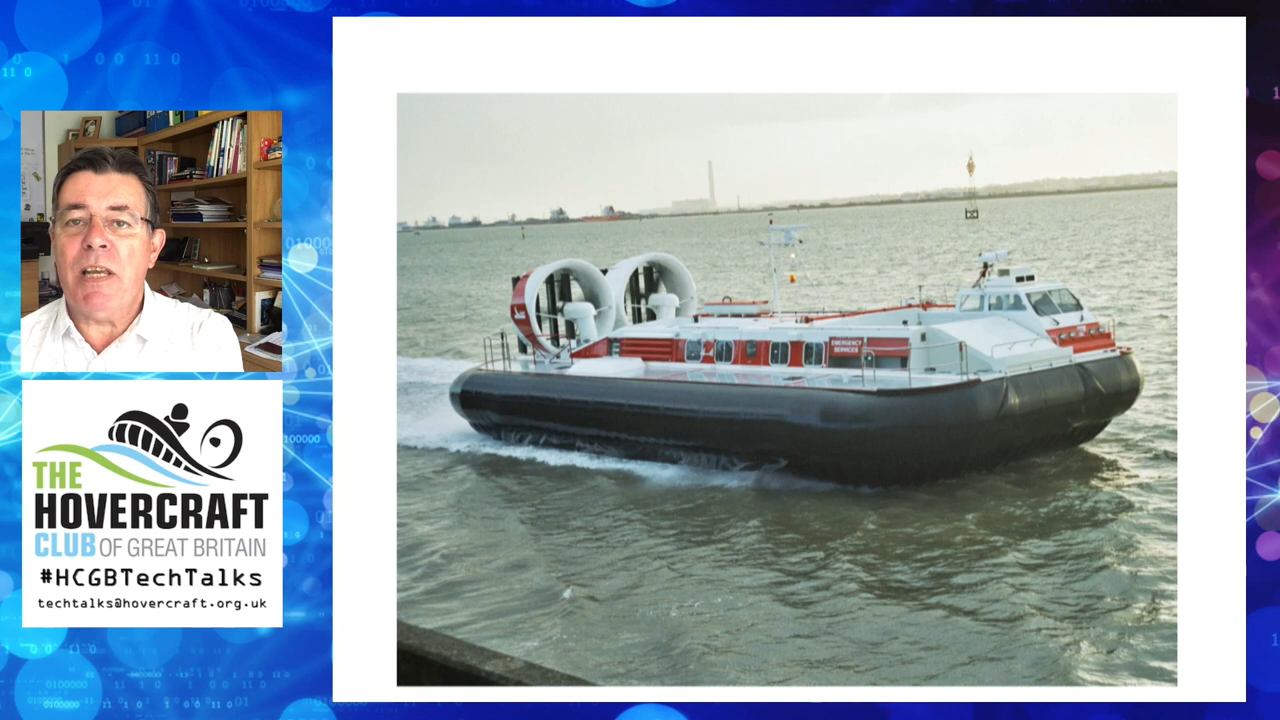 THE
HOVERCRAFT
CLUB OF GREAT BRITAIN
#HCGBTechTalks
techtalks@hovercraft.org.uk
EMERGENCY
SERVICES